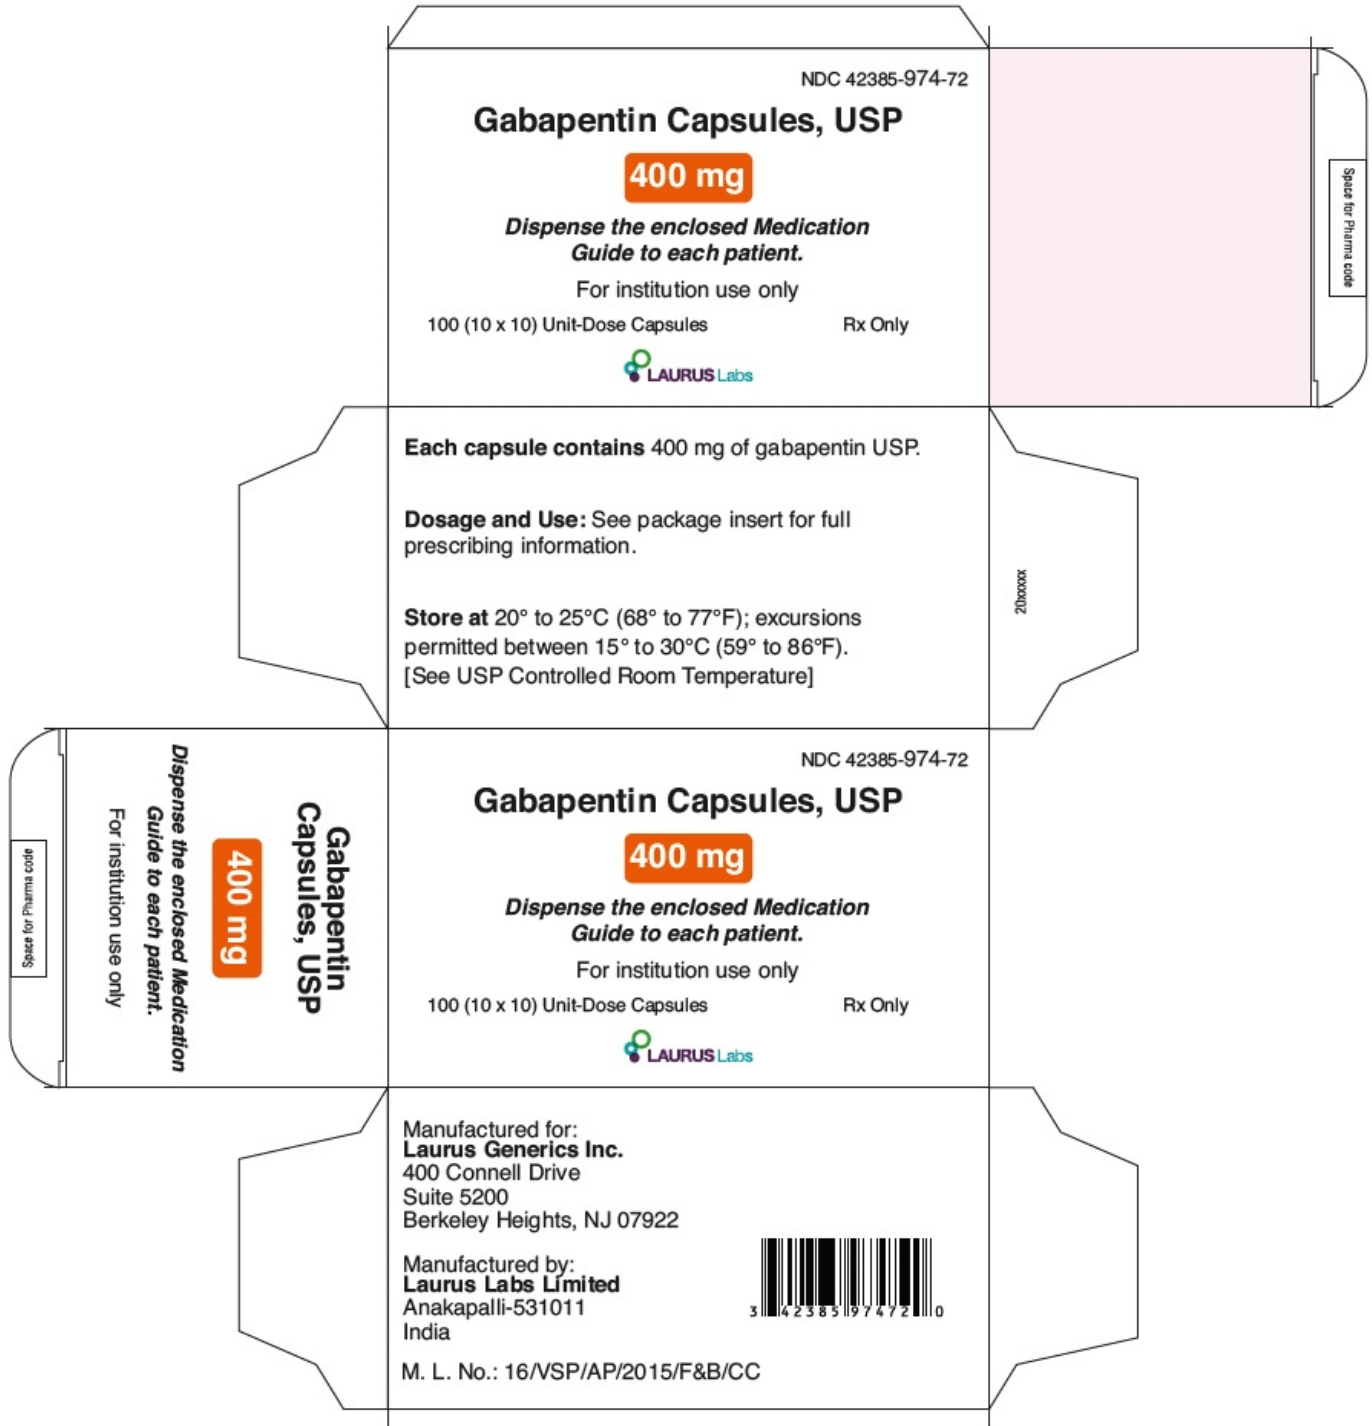 NDC 42385-974-72
Gabapentin Capsules, USP
400 mg
Dispense the enclosed Medication
Guide to each patient.
For institution use only
100 (10 x 10) Unit-Dose Capsules Rx Only
LAURUS Labs
Space for Pharma code
Each capsule contains 400 mg of gabapentin USP.
Dosage and Use: See package insert for full
prescribing information.
Store at 20° to 25°C (68° to 77°F); excursions
permitted between 15° to 30°C (59° to 86°F).
[See USP Controlled Room Temperature]
20xxxxx
Space for Pharma code
Gabapentin
Capsules, USP
400 mg
Dispense the enclosed Medication
Guide to each patient.
For institution use only
NDC 42385-974-72
Gabapentin Capsules, USP
400 mg
Dispense the enclosed Medication
Guide to each patient.
For institution use only
100 (10 x 10) Unit-Dose Capsules Rx Only
LAURUS Labs
Manufactured for:
Laurus Generics Inc.
400 Connell Drive
Suite 5200
Berkeley Heights, NJ 07922
Manufactured by:
Laurus Labs Limited
Anakapalli-531011
India
M. L. No.: 16/VSP/AP/2015/F&B/CC
3 42385 97472 0